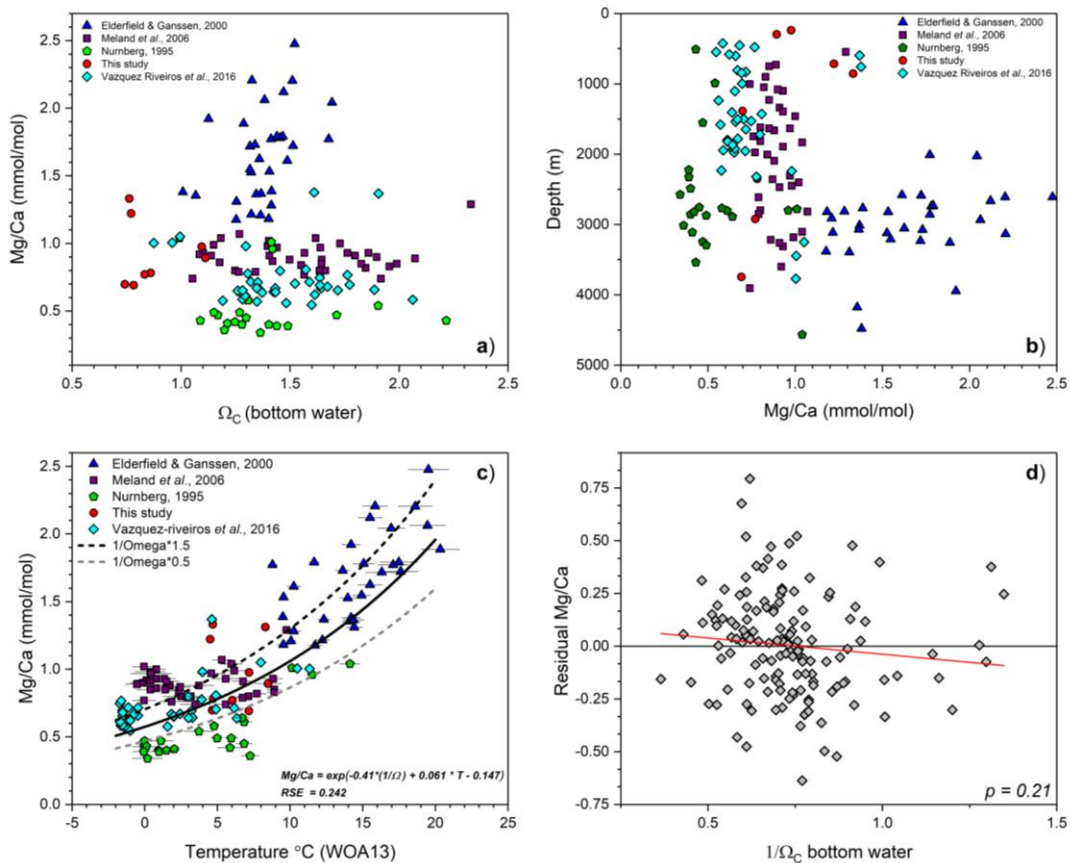 a)
Elderfield & Ganssen, 2000
Meland et al., 2006
Nurnberg, 1995
This study
Vazquez Riveiros et al., 2016
2.5
2.0
1.5
1.0
0.5
Mg/Ca (mmol/mol)
0.5 1.0 1.5 2.0 2.5
ΩC (bottom water)
b)
Elderfield & Ganssen, 2000
Meland et al., 2006
Nurnberg, 1995
This study
Vazquez Riveiros et al., 2016
0
1000
2000
3000
4000
5000
Depth (m)
0.0 0.5 1.0 1.5 2.0 2.5
Mg/Ca (mmol/mol)
c)
Elderfield & Ganssen, 2000
Meland et al., 2006
Nurnberg, 1995
This study
Vazquez-riveiros et al., 2016
1/Omega*1.5
1/Omega*0.5
2.5
2.0
1.5
1.0
0.5
0.0
Mg/Ca (mmol/mol)
Mg/Ca = exp(-0.41*(1/Ω) + 0.061 * T - 0.147)
RSE = 0.242
-5 0 5 10 15 20 25
Temperature °C (WOA13)
d)
0.75
0.50
0.25
0.00
-0.25
-0.50
-0.75
Residual Mg/Ca
p = 0.21
0.5 1.0 1.5
1/ΩC bottom water